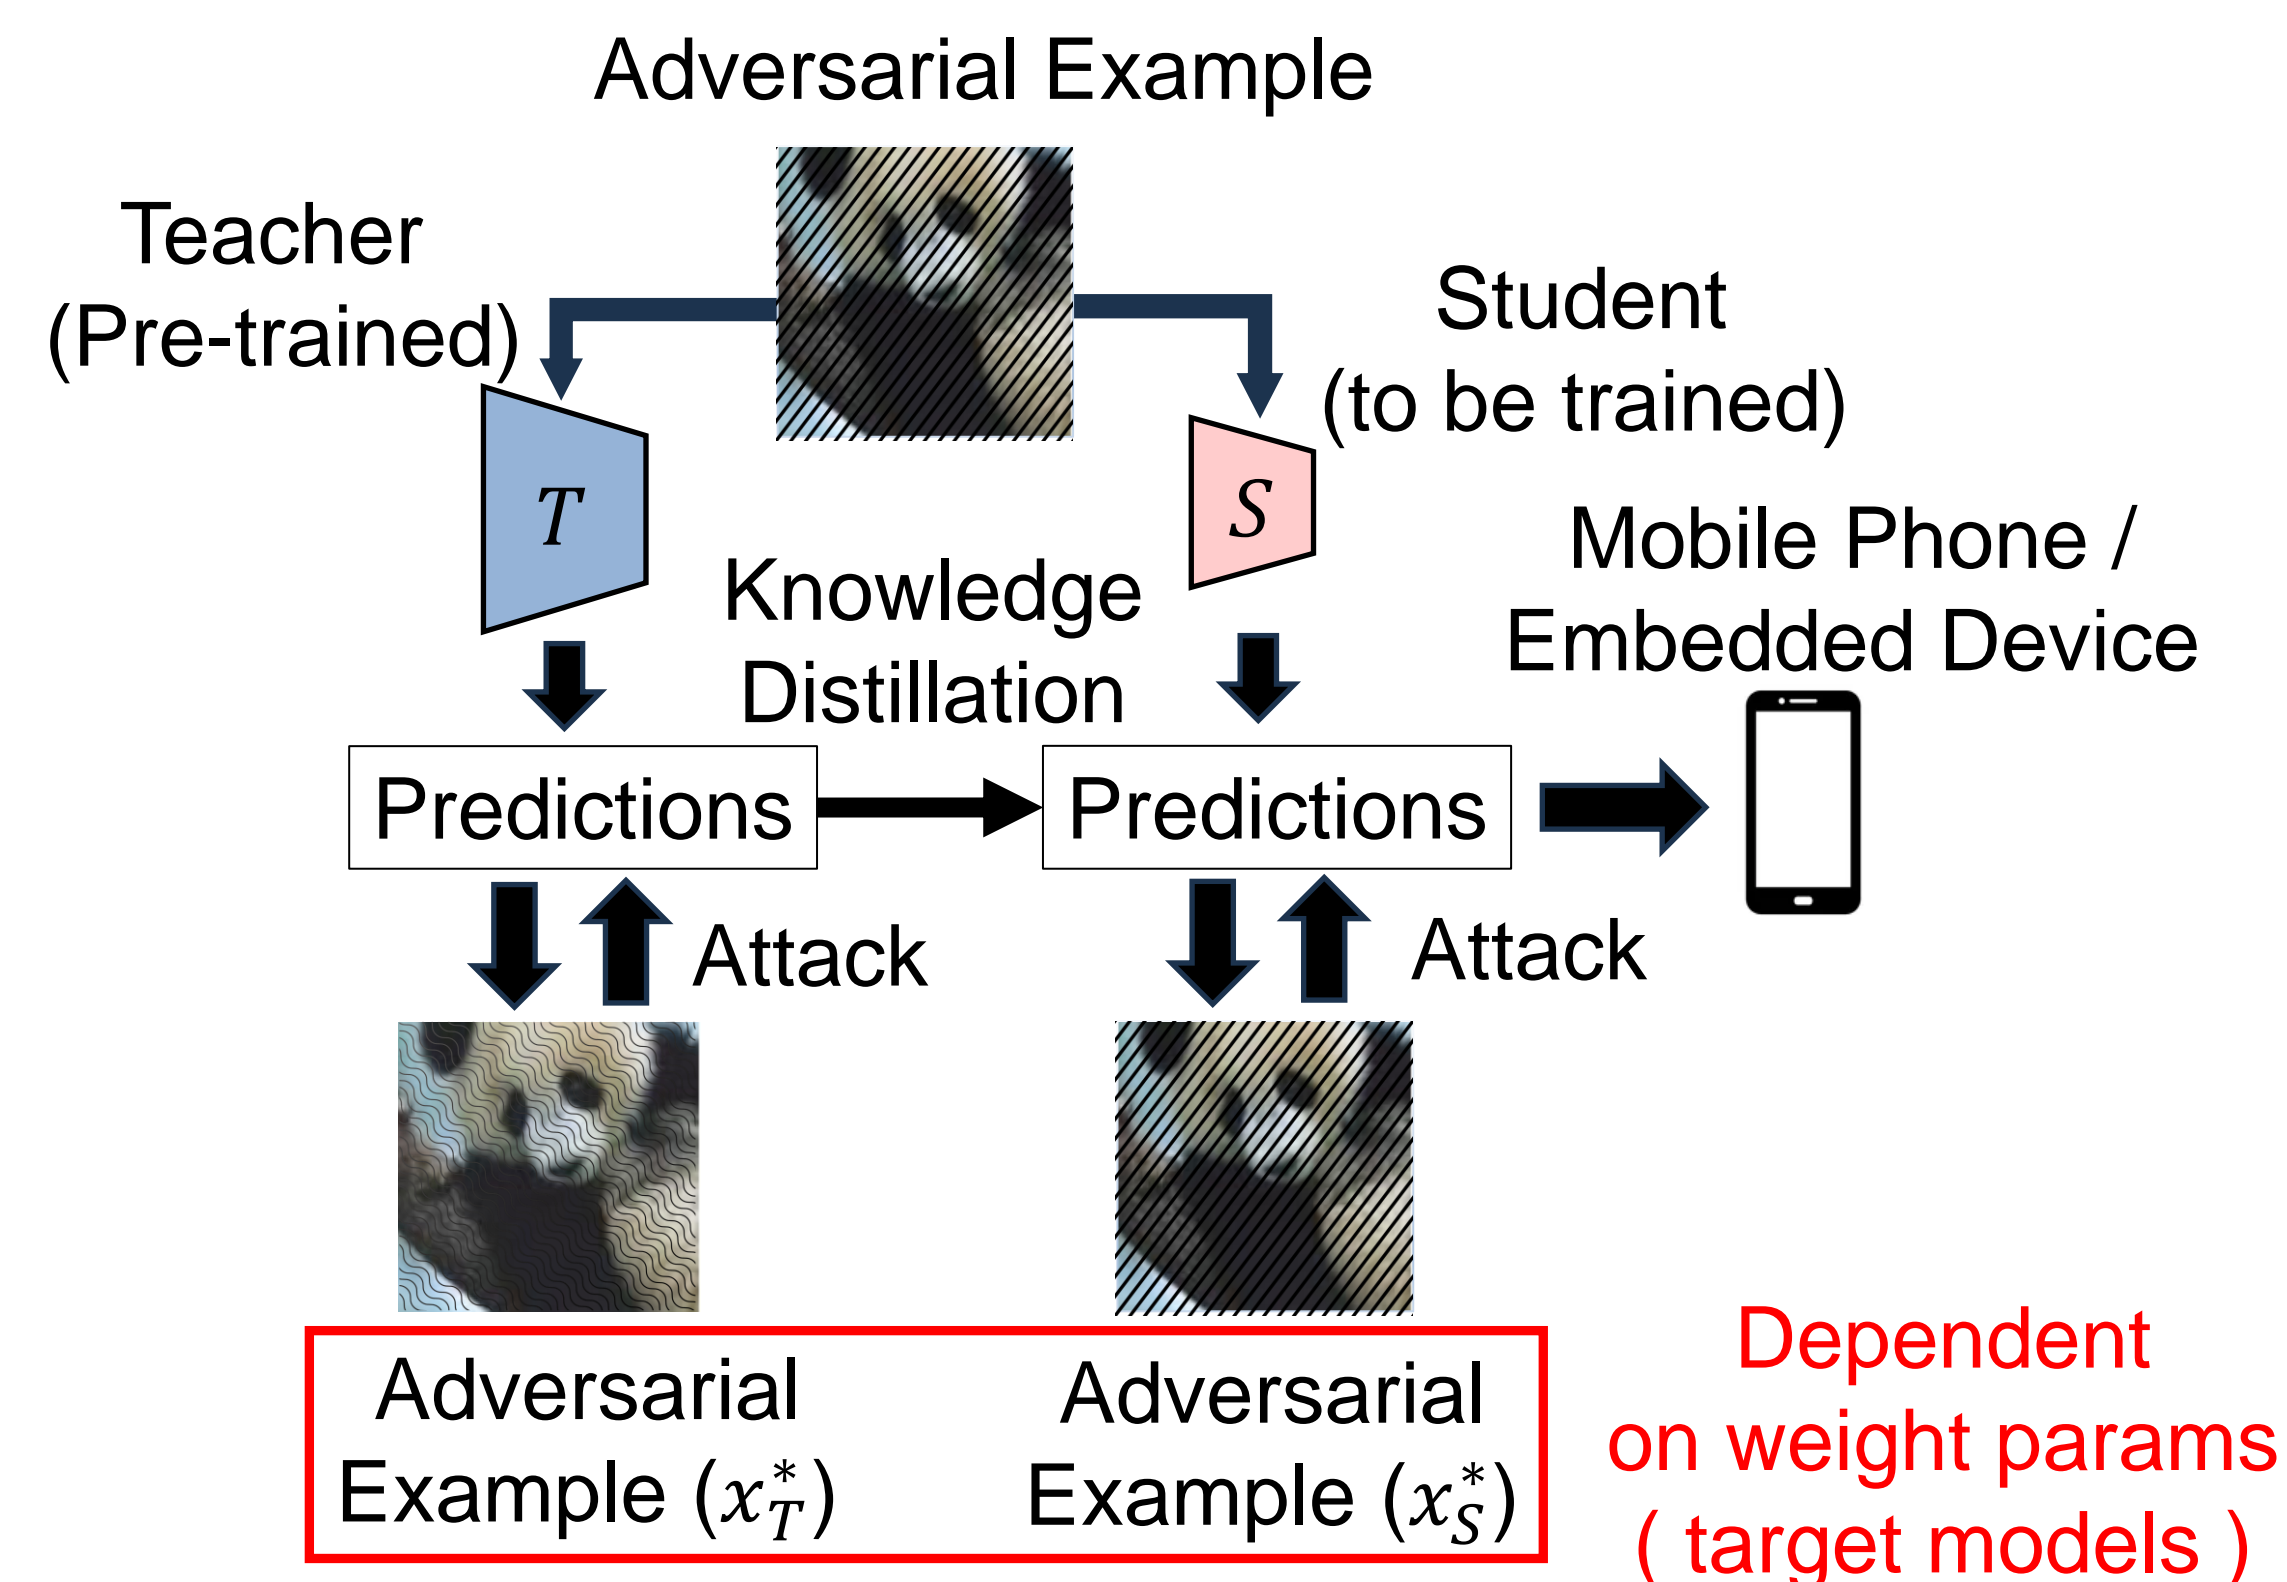 Adversarial Example
Teacher
(Pre-trained)
Student
(to be trained)
T
S
Knowledge
Distillation
Mobile Phone /
Embedded Device
Predictions
Predictions
Attack
Attack
Adversarial
Example (x*T)
Adversarial
Example (x*S)
Dependent
on weight params
( target models )